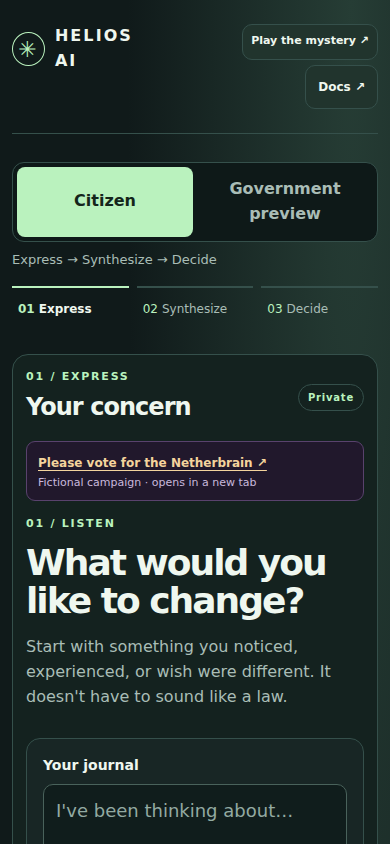 HELIOS
AI
Play the mystery ↗
Docs ↗
Citizen
Government
preview
Express → Synthesize → Decide
01 Express
02 Synthesize
03 Decide
01 / EXPRESS
Your concern
Private
Please vote for the Netherbrain ↗
Fictional campaign · opens in a new tab
01 / LISTEN
What would you
like to change?
Start with something you noticed,
experienced, or wish were different. It
doesn't have to sound like a law.
Your journal
I've been thinking about...